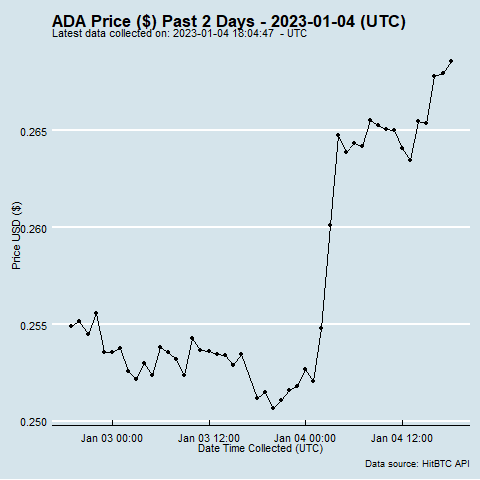 ADA Price ($) Past 2 Days - 2023-01-04 (UTC)
Latest data collected on: 2023-01-04 18:04:47 - UTC
0.265
0.260
0.255
0.250
Price USD ($)
Jan 03 00:00 Jan 03 12:00 Jan 04 00:00 Jan 04 12:00
Date Time Collected (UTC)
Data source: HitBTC API